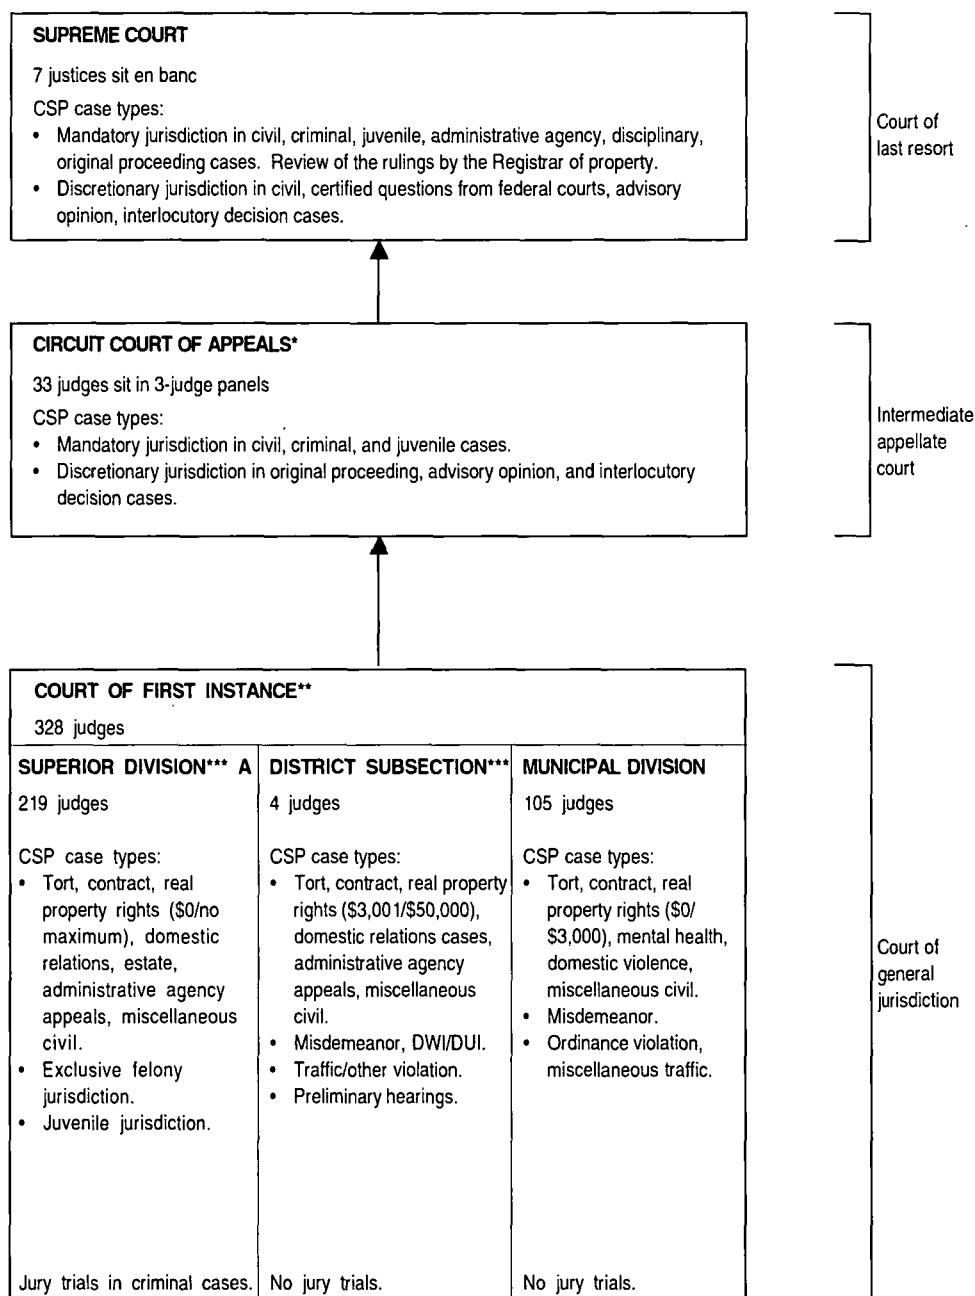 SUPREME COURT
7 justices sit en banc
CSP case types:
• Mandatory jurisdiction in civil, criminal, juvenile, administrative agency, disciplinary,
original proceeding cases. Review of the rulings by the Registrar of property.
• Discretionary jurisdiction in civil, certified questions from federal courts, advisory
opinion, interlocutory decision cases.
Court of
last resort
CIRCUIT COURT OF APPEALS*
33 judges sit in 3-judge panels
CSP case types:
• Mandatory jurisdiction in civil, criminal, and juvenile cases.
• Discretionary jurisdiction in original proceeding, advisory opinion, and interlocutory
decision cases.
Intermediate
appellate
court
COURT OF FIRST INSTANCE**
328 judges
SUPERIOR DIVISION*** A
219 judges
CSP case types:
• Tort, contract, real
property rights ($0/no
maximum), domestic
relations, estate,
administrative agency
appeals, miscellaneous
civil.
• Exclusive felony
jurisdiction.
• Juvenile jurisdiction.
Jury trials in criminal cases.
DISTRICT SUBSECTION***
4 judges
CSP case types:
• Tort, contract, real property
rights ($3,001/$50,000),
domestic relations cases,
administrative agency
appeals, miscellaneous
civil.
• Misdemeanor, DWI/DUI.
• Traffic/other violation.
• Preliminary hearings.
No jury trials.
MUNICIPAL DIVISION
105 judges
CSP case types:
• Tort, contract, real
property rights ($0/
$3,000), mental health,
domestic violence,
miscellaneous civil.
• Misdemeanor.
• Ordinance violation,
miscellaneous traffic.
No jury trials.
Court of
general
jurisdiction